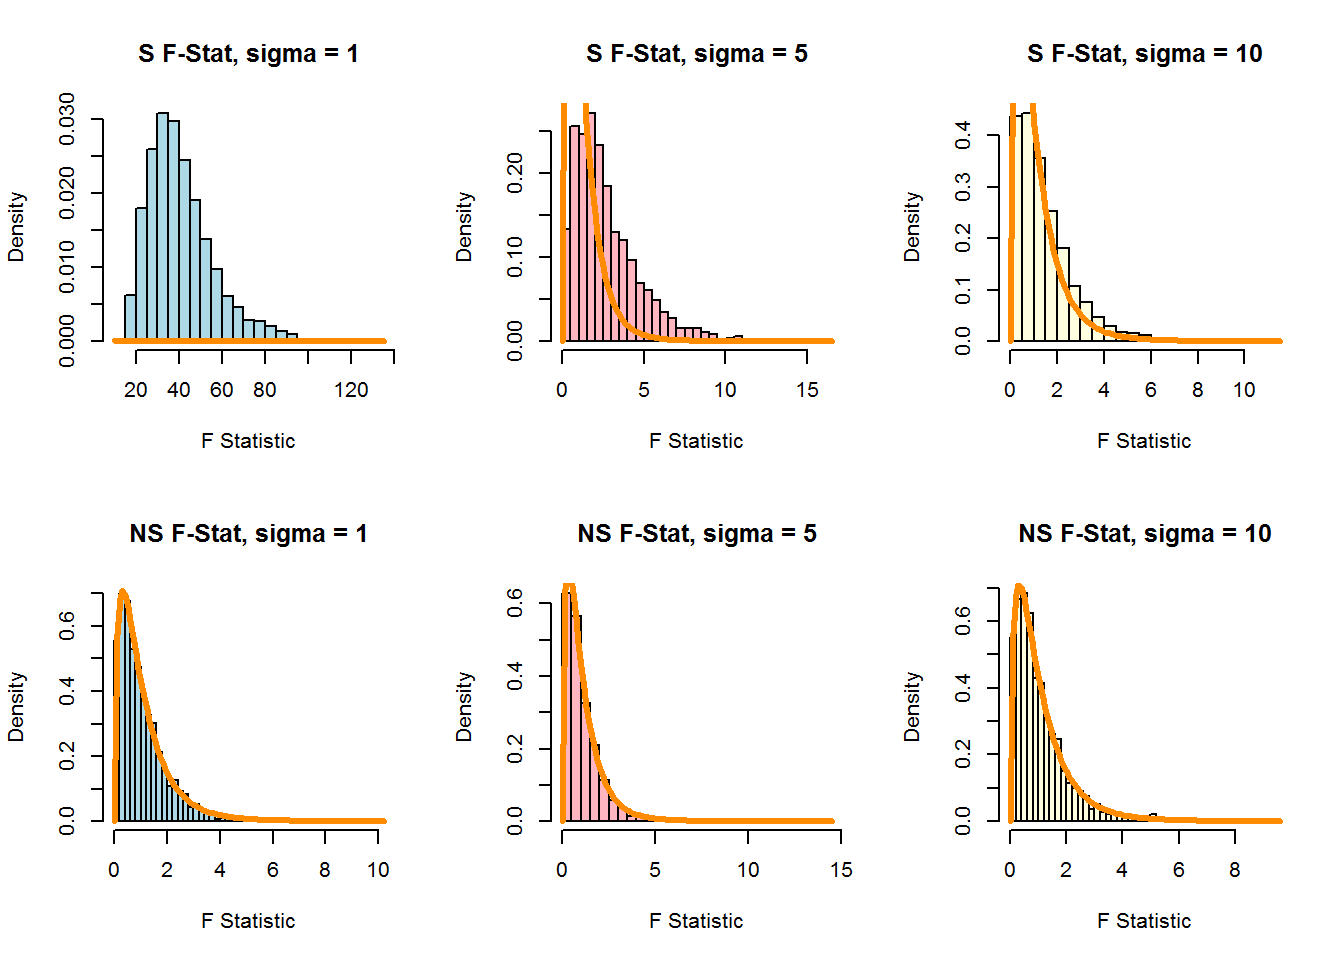 S F-Stat, sigma = 1
Density
0.000 0.010 0.020 0.030
20 40 60 80 120
F Statistic
S F-Stat, sigma = 5
Density
0.00 0.10 0.20
0 5 10 15
F Statistic
S F-Stat, sigma = 10
Density
0.0 0.1 0.2 0.3 0.4
0 2 4 6 8 10
F Statistic
NS F-Stat, sigma = 1
Density
0.0 0.2 0.4 0.6
0 2 4 6 8 10
F Statistic
NS F-Stat, sigma = 5
Density
0.0 0.2 0.4 0.6
0 5 10 15
F Statistic
NS F-Stat, sigma = 10
Density
0.0 0.2 0.4 0.6
0 2 4 6 8
F Statistic